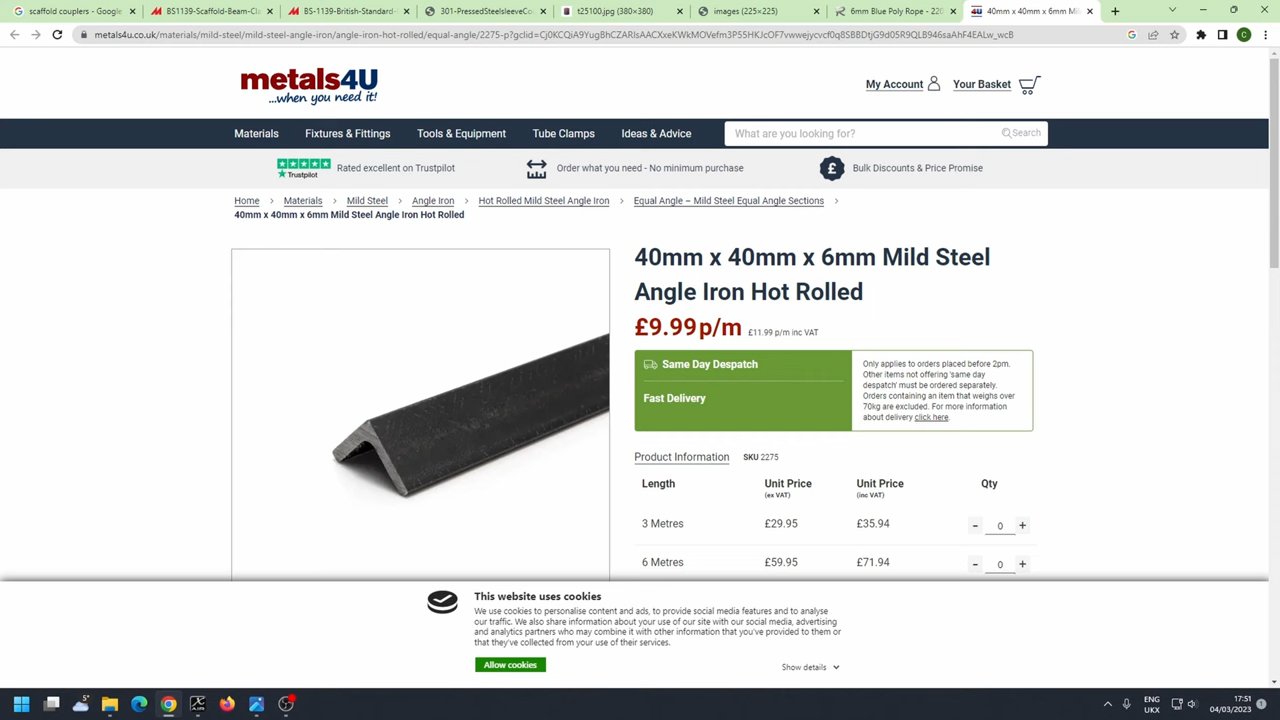 scaffold couplers - Google
BS1139-Scaffold-Beam-Cla
BS-1139-British-Standard-
301-PressedSteelsleeveCo
t25100.jpg (380×380)
images (225×225)
6mm Blue Poly Rope - 220
40mm x 40mm x 6mm Mil
metals4u.co.uk/materials/mild-steel/mild-steel-angle-iron/angle-iron-hot-rolled/equal-angle/2275-p?gclid=Cj0KCQiA9YugBhCZARIsAACXxeKWkMOVefm3P55HKJcOF7vwwejycvcf0q8SBBDtjG9d05R9QLB946saAhF4EALw_wcB
C
metals4U
...when you need it!
My Account
Your Basket
Materials
Fixtures & Fittings
Tools & Equipment
Tube Clamps
Ideas & Advice
What are you looking for?
Search
Trustpilot
Rated excellent on Trustpilot
Order what you need - No minimum purchase
£
Bulk Discounts & Price Promise
Home > Materials > Mild Steel > Angle Iron > Hot Rolled Mild Steel Angle Iron > Equal Angle – Mild Steel Equal Angle Sections >
40mm x 40mm x 6mm Mild Steel Angle Iron Hot Rolled
40mm x 40mm x 6mm Mild Steel
Angle Iron Hot Rolled
£9.99p/m £11.99 p/m inc VAT
Same Day Despatch
Fast Delivery
Only applies to orders placed before 2pm.
Other items not offering 'same day
despatch' must be ordered separately.
Orders containing an item that weighs over
70kg are excluded. For more information
about delivery click here.
Product Information
SKU 2275
Length
Unit Price
(ex VAT)
Unit Price
(inc VAT)
Qty
3 Metres £29.95 £35.94 - 0 +
6 Metres £59.95 £71.94 - 0 +
This website uses cookies
We use cookies to personalise content and ads, to provide social media features and to analyse
our traffic. We also share information about your use of our site with our social media, advertising
and analytics partners who may combine it with other information that you've provided to them or
that they've collected from your use of their services.
Allow cookies
Show details
ENG
UKX
17:51
04/03/2023